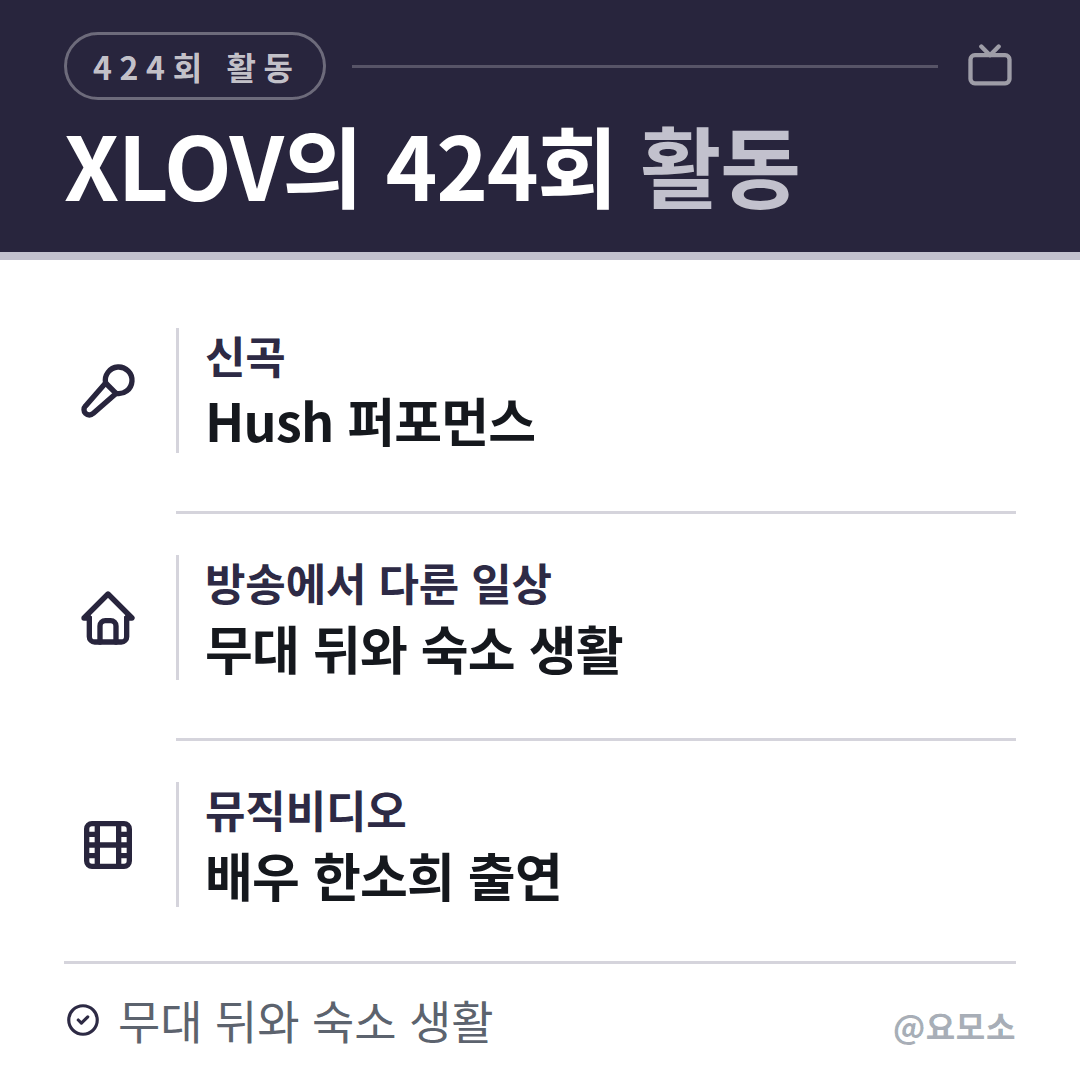 424회 활동
XLOV의 424회 활동
신곡
Hush 퍼포먼스
방송에서 다룬 일상
무대 뒤와 숙소 생활
뮤직비디오
배우 한소희 출연
무대 뒤와 숙소 생활
@요모소